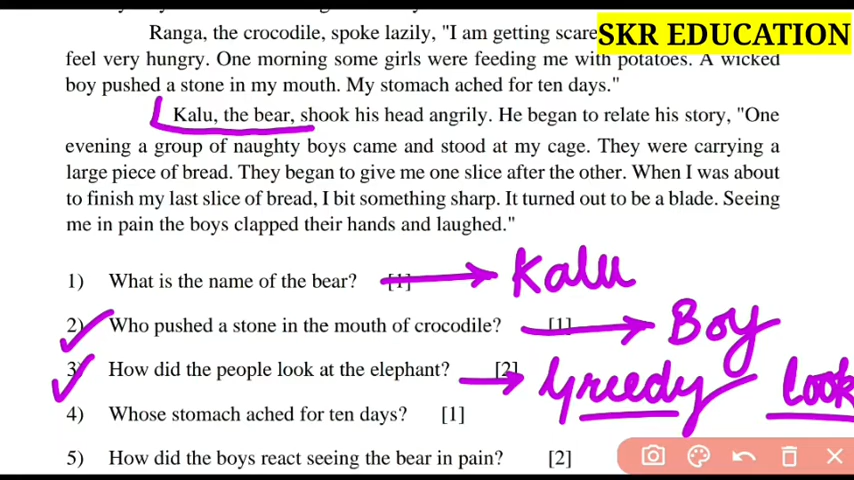 Ranga, the crocodile, spoke lazily, "I am getting scare SKR EDUCATION
feel very hungry. One morning some girls were feeding me with potatoes. A wicked
boy pushed a stone in my mouth. My stomach ached for ten days."
Kalu, the bear, shook his head angrily. He began to relate his story, "One
evening a group of naughty boys came and stood at my cage. They were carrying a
large piece of bread. They began to give me one slice after the other. When I was about
to finish my last slice of bread, I bit something sharp. It turned out to be a blade. Seeing
me in pain the boys clapped their hands and laughed."
1) What is the name of the bear? [1] Kalu
2) Who pushed a stone in the mouth of crocodile? [1] Boy
3) How did the people look at the elephant? [2] Greedy look
4) Whose stomach ached for ten days? [1]
5) How did the boys react seeing the bear in pain? [2]